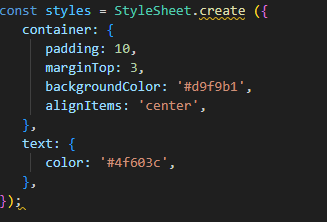 const styles = StyleSheet.create ({
    container: {
        padding: 10,
        marginTop: 3,
        backgroundColor: '#d9f9b1',
        alignItems: 'center',
    },
    text: {
        color: '#4f603c',
    },
});